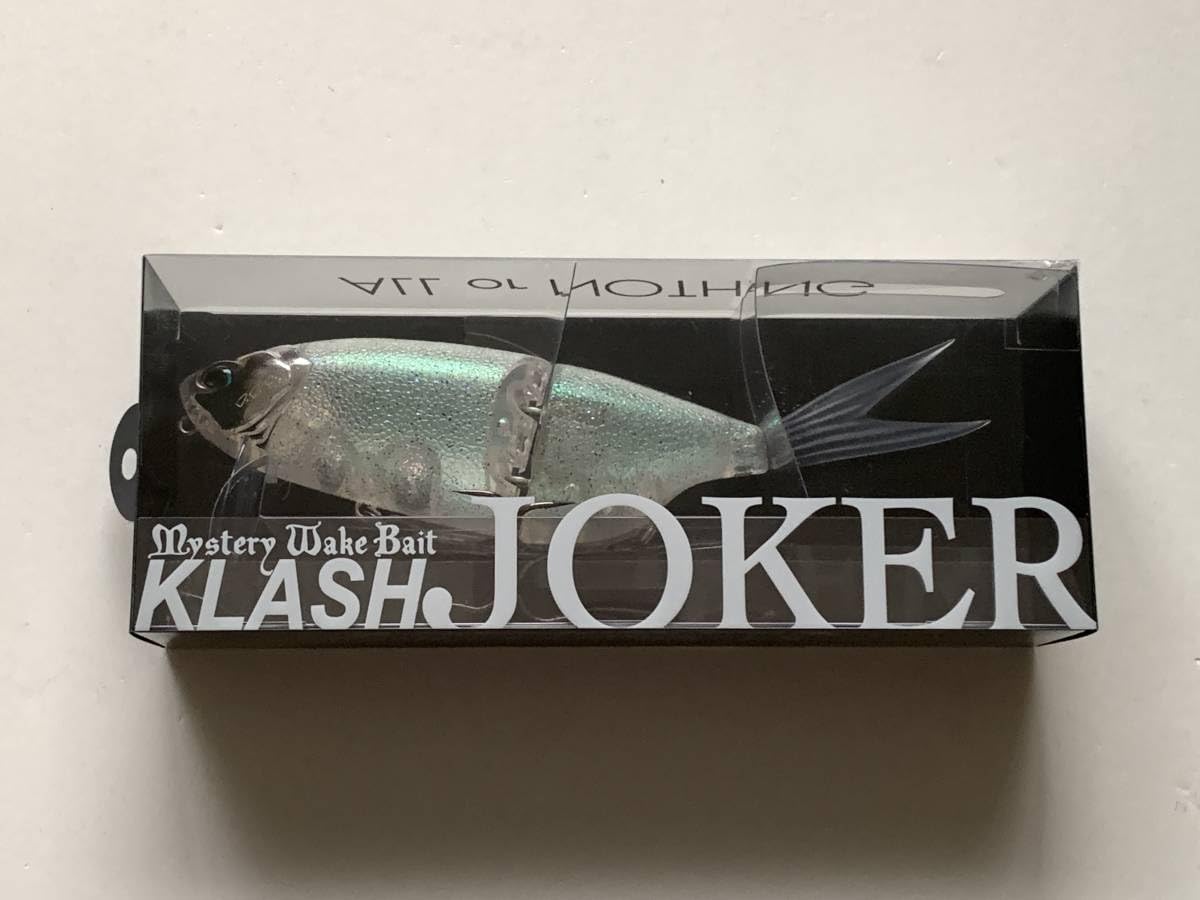 ALL or NOTHING
Mystery Wake Bait
KLASH JOKER